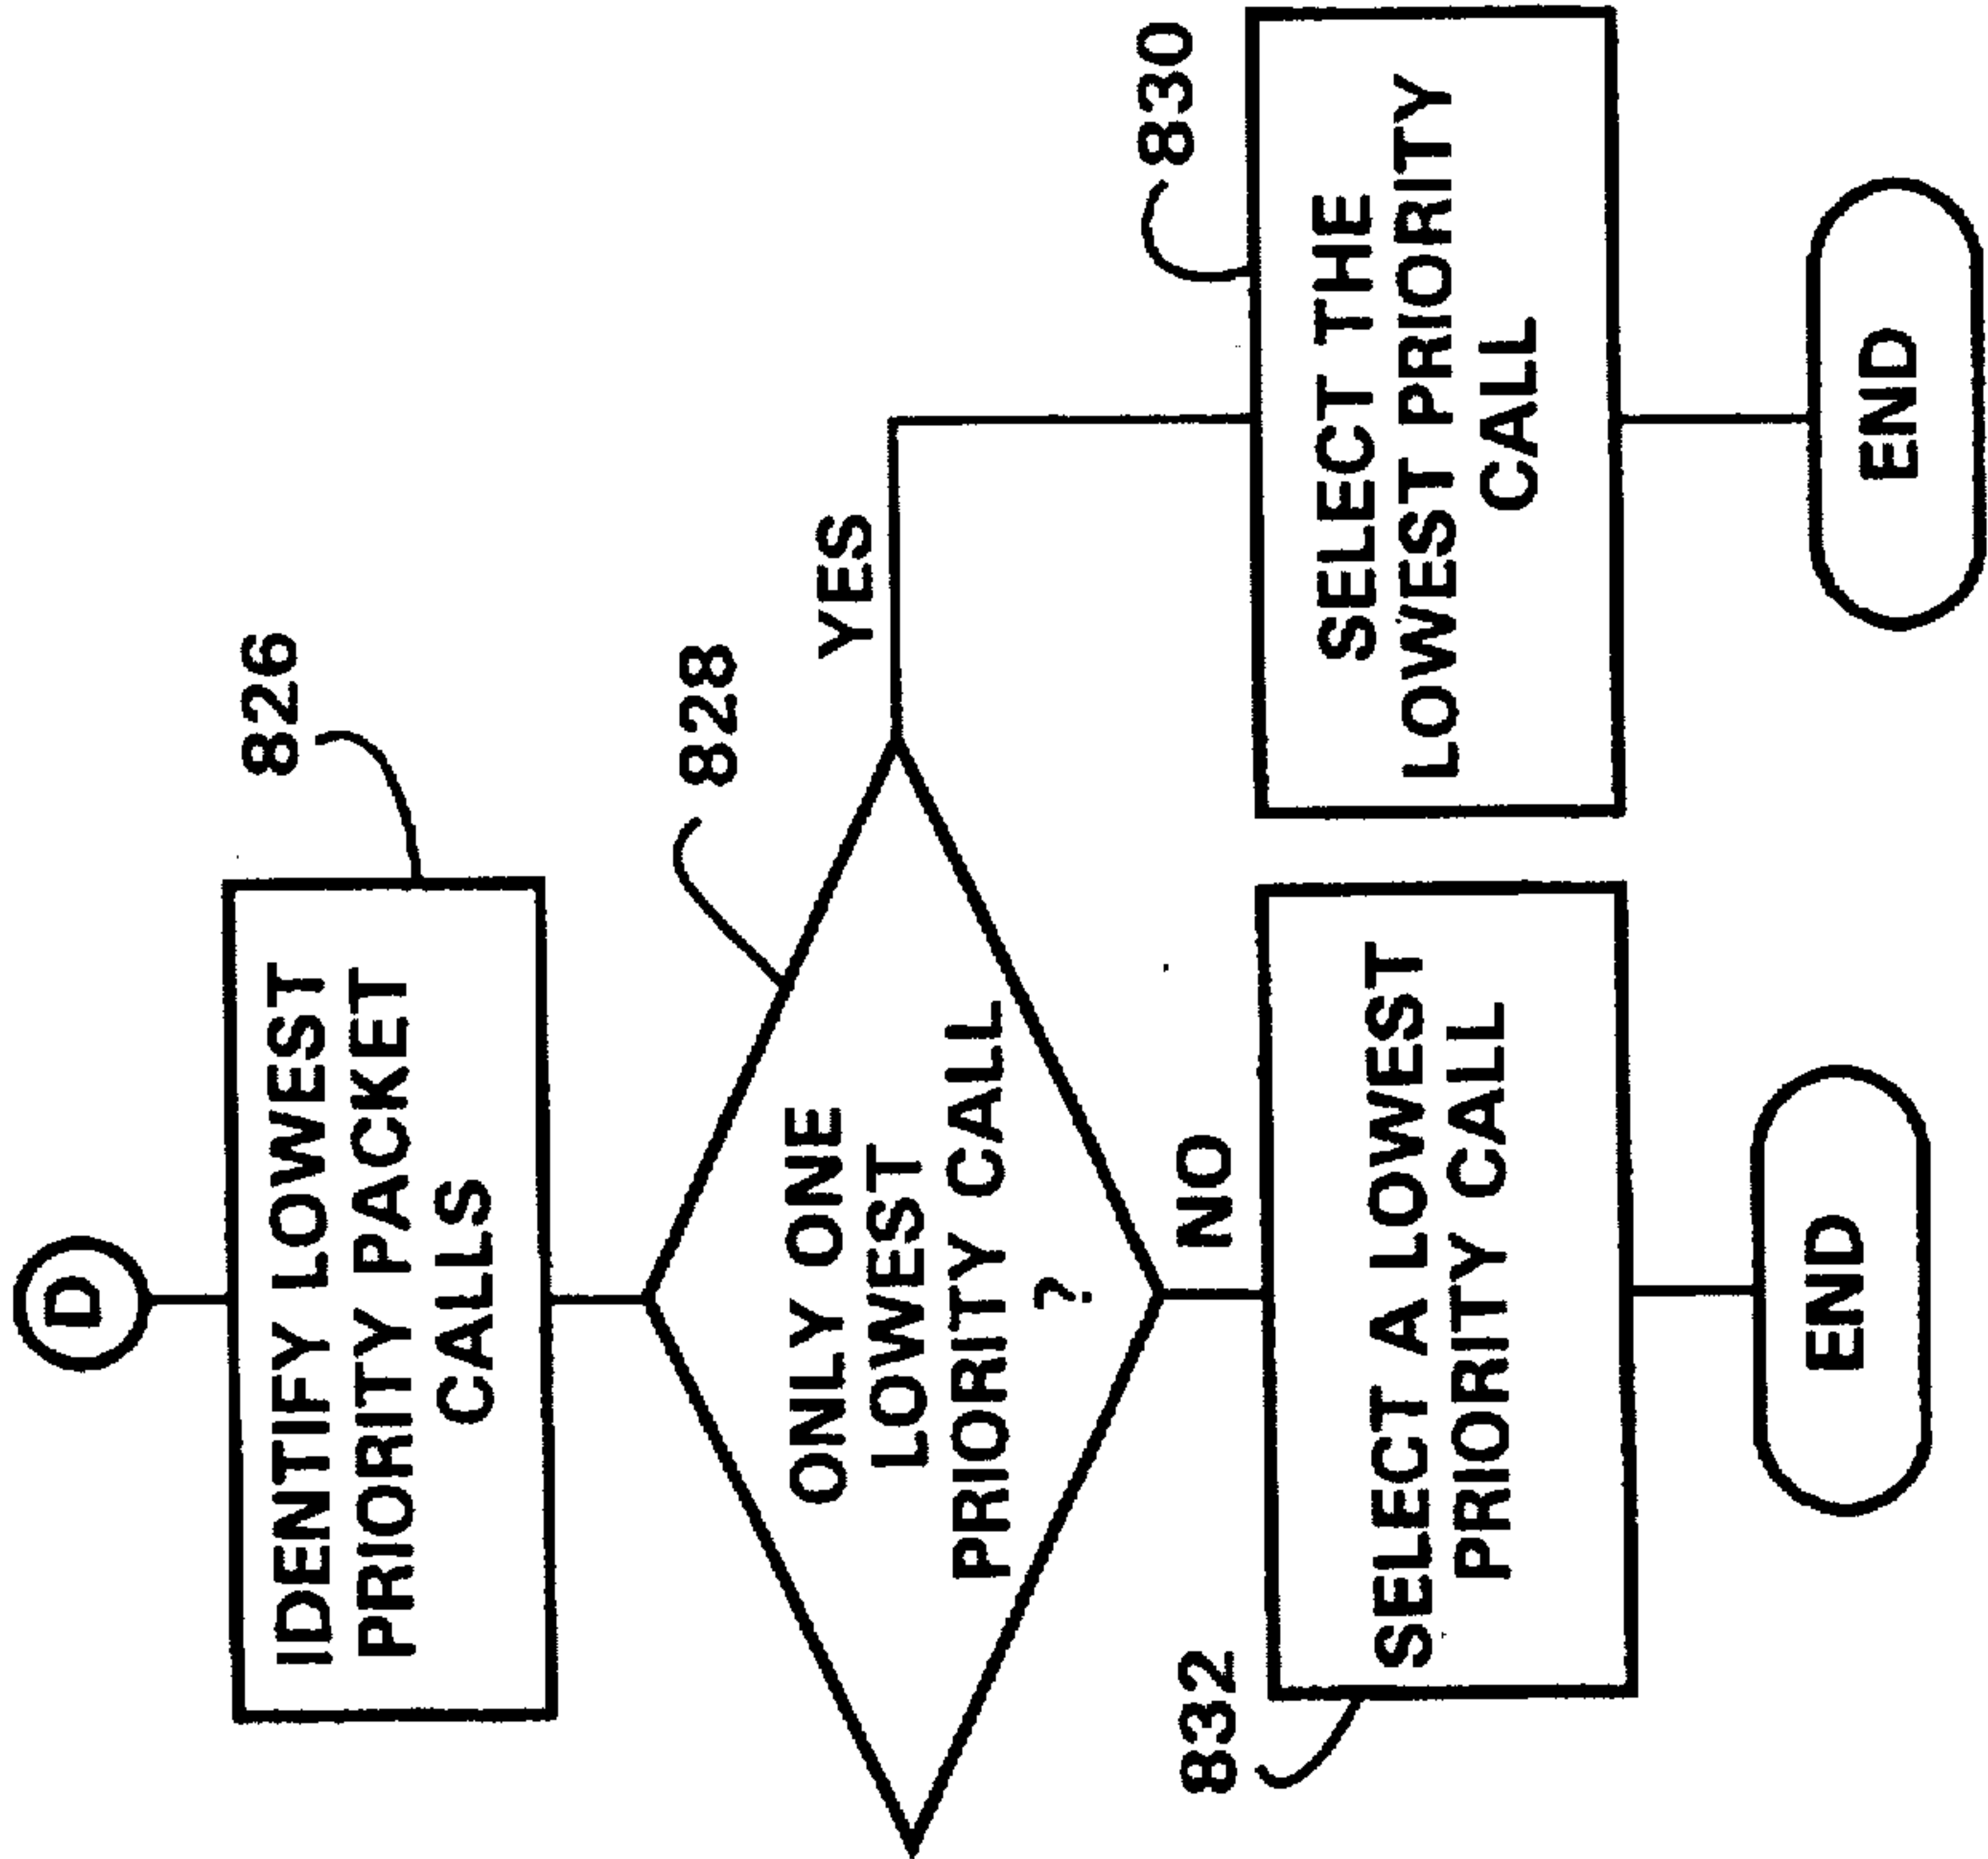 D
826
IDENTIFY LOWEST
PRIORITY PACKET
CALLS
828
ONLY ONE
LOWEST
PRIORITY CALL
?
YES
NO
830
SELECT THE
LOWEST PRIORITY
CALL
832
SELECT A LOWEST
PRIORITY CALL
END
END